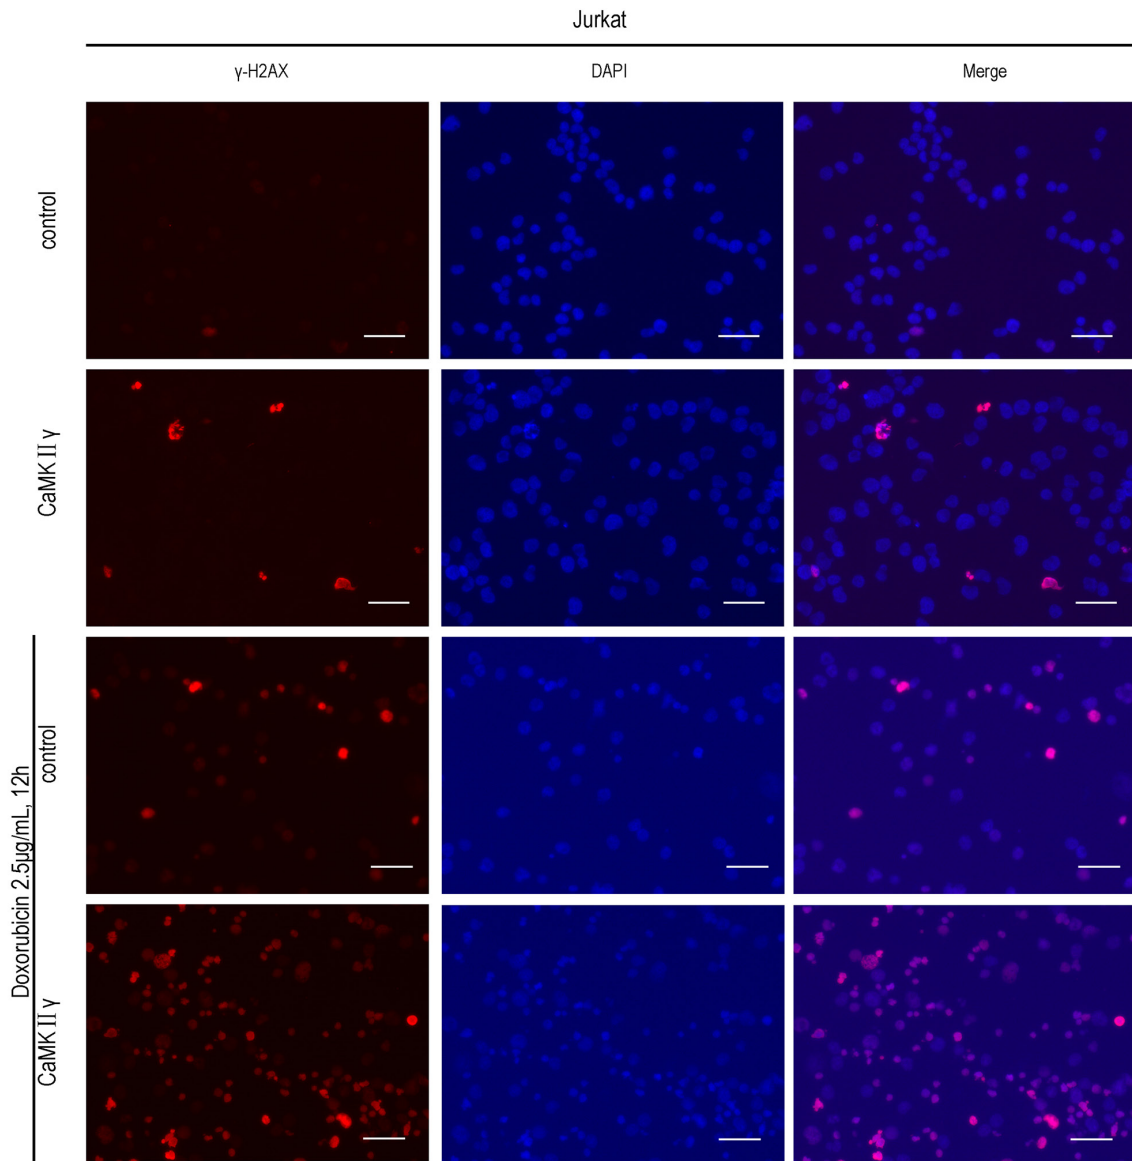 Jurkat
γ-H2AX DAPI Merge
control
CaMK II γ
Doxorubicin 2.5μg/mL, 12h
control
CaMK II γ